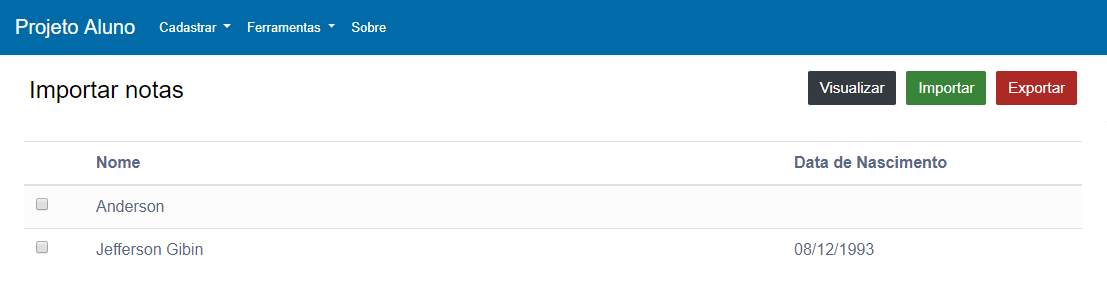 Projeto Aluno Cadastrar Ferramentas Sobre
Importar notas Visualizar Importar Exportar
Nome Data de Nascimento
Anderson
Jefferson Gibin 08/12/1993